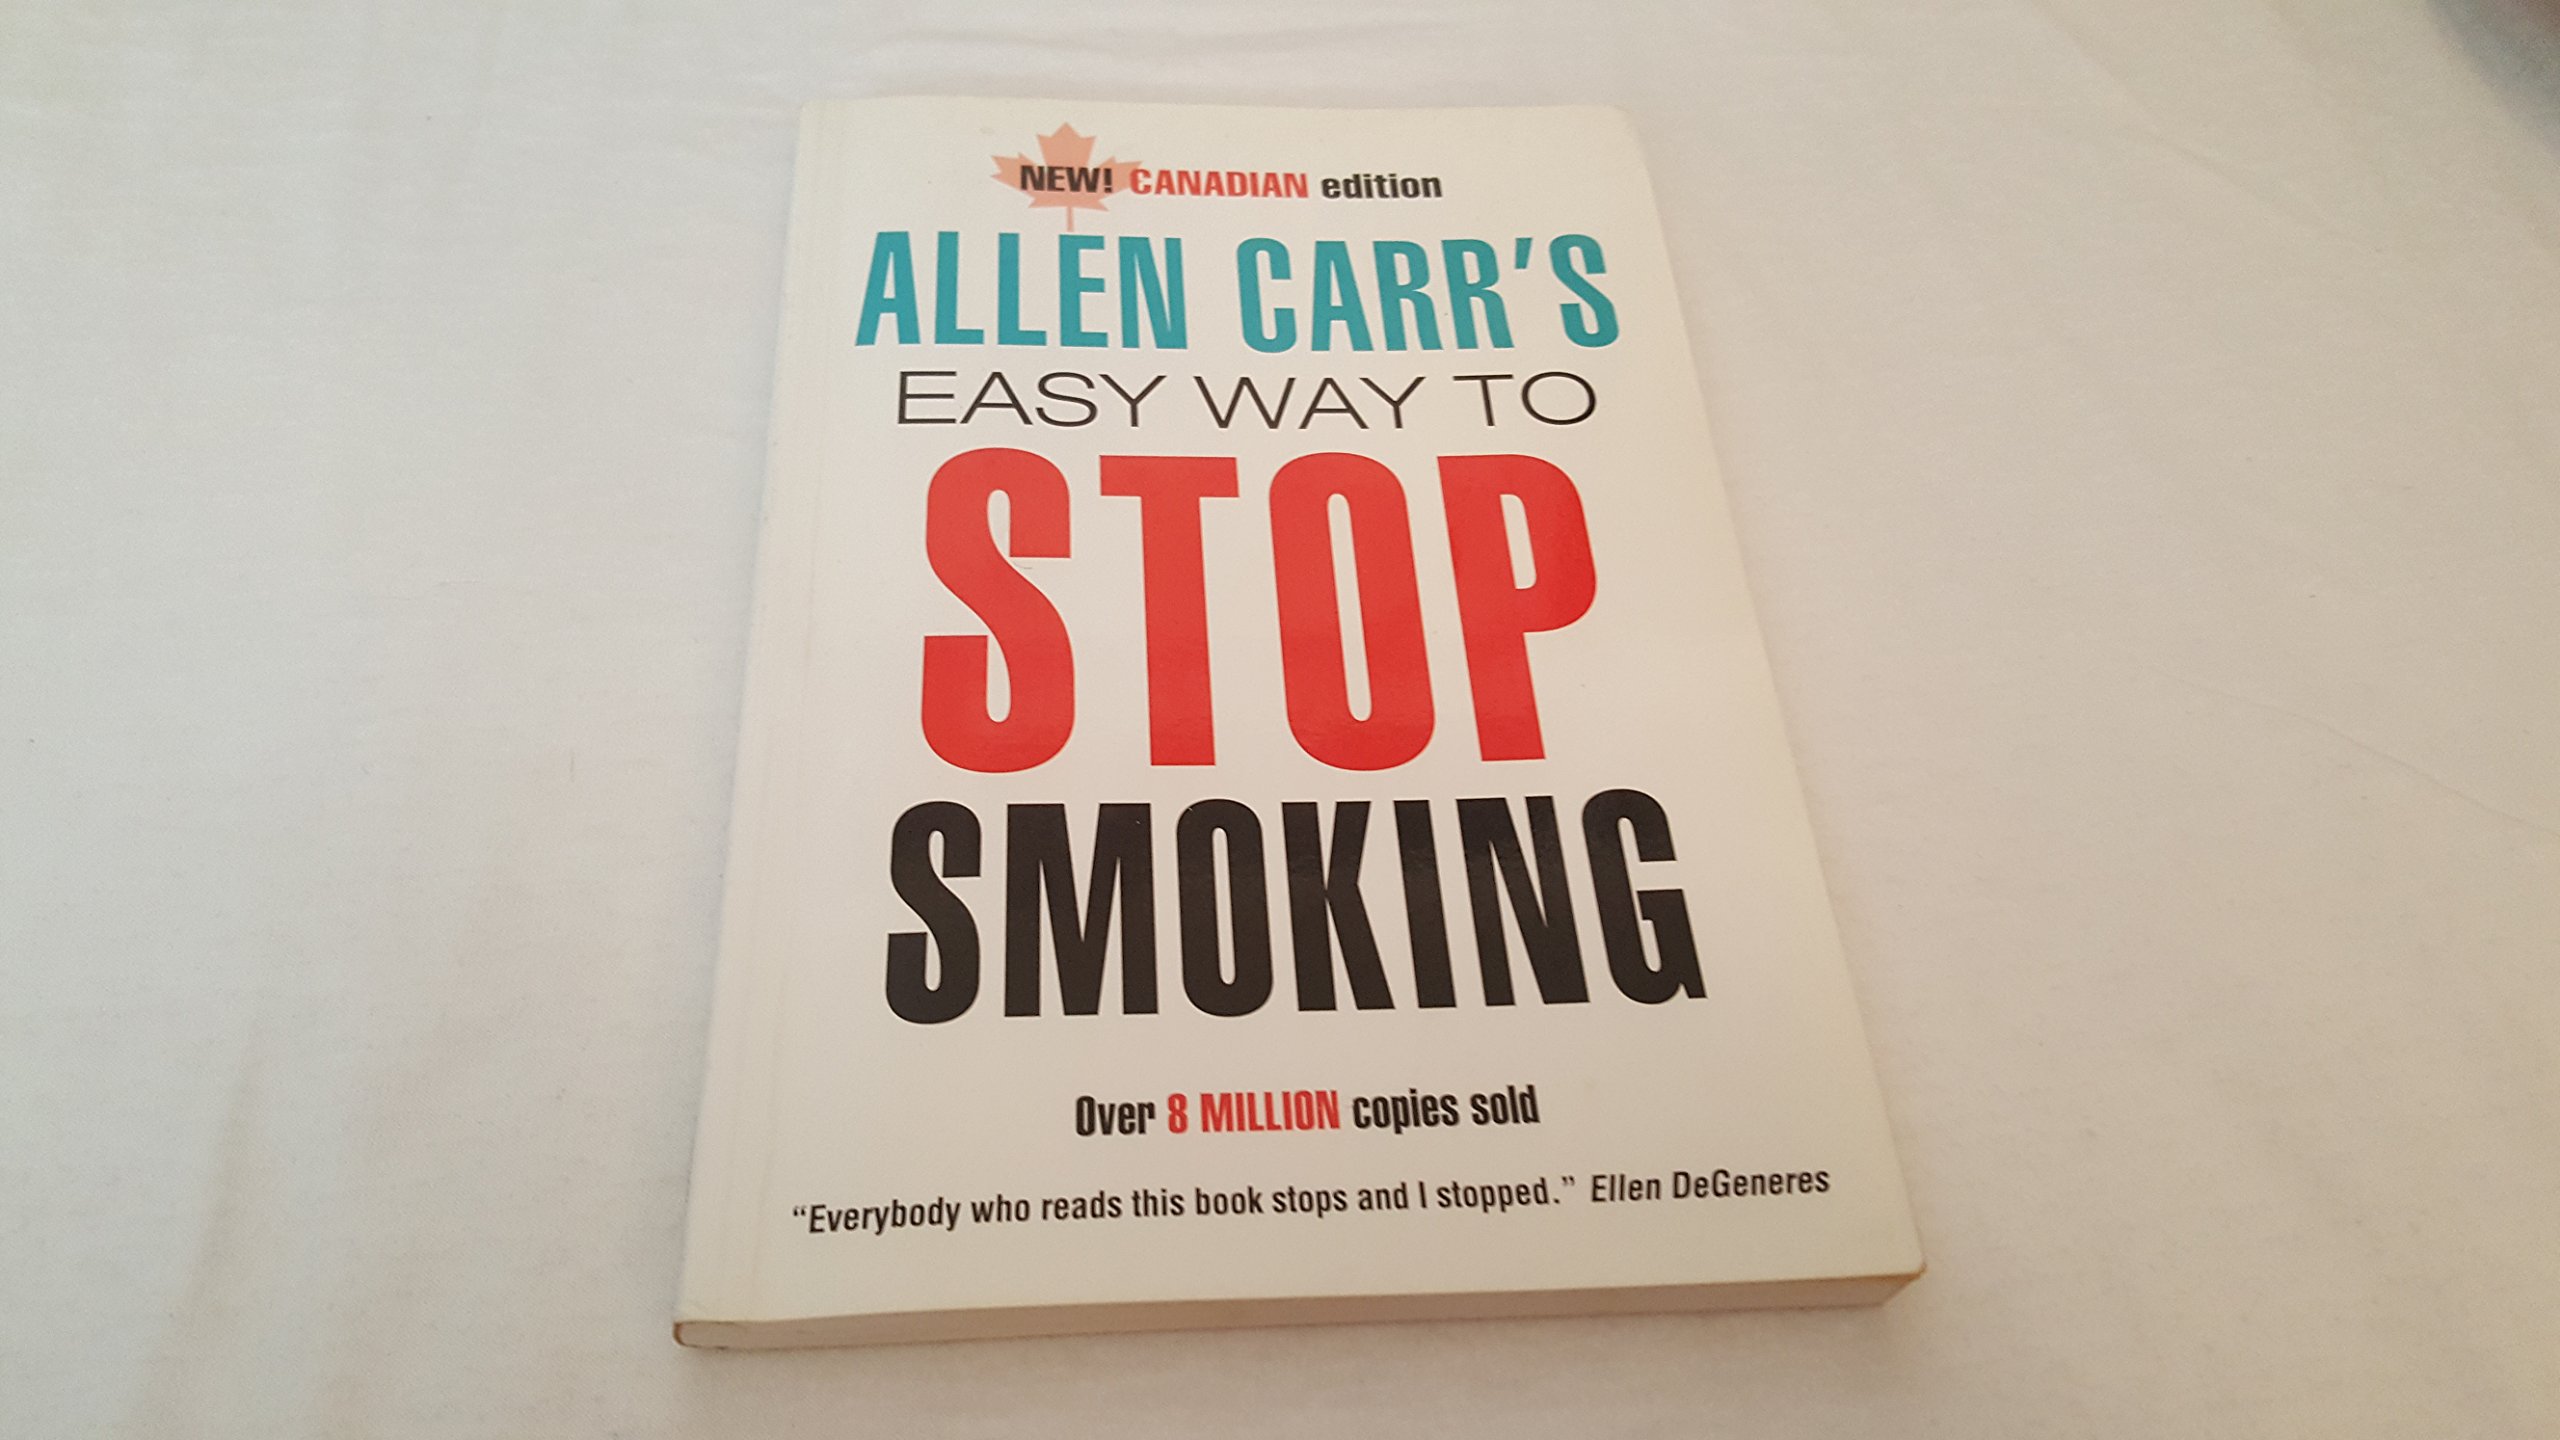 NEW! CANADIAN edition
ALLEN CARR'S
EASY WAY TO
STOP
SMOKING
Over 8 MILLION copies sold
“Everybody who reads this book stops and I stopped.” Ellen DeGeneres